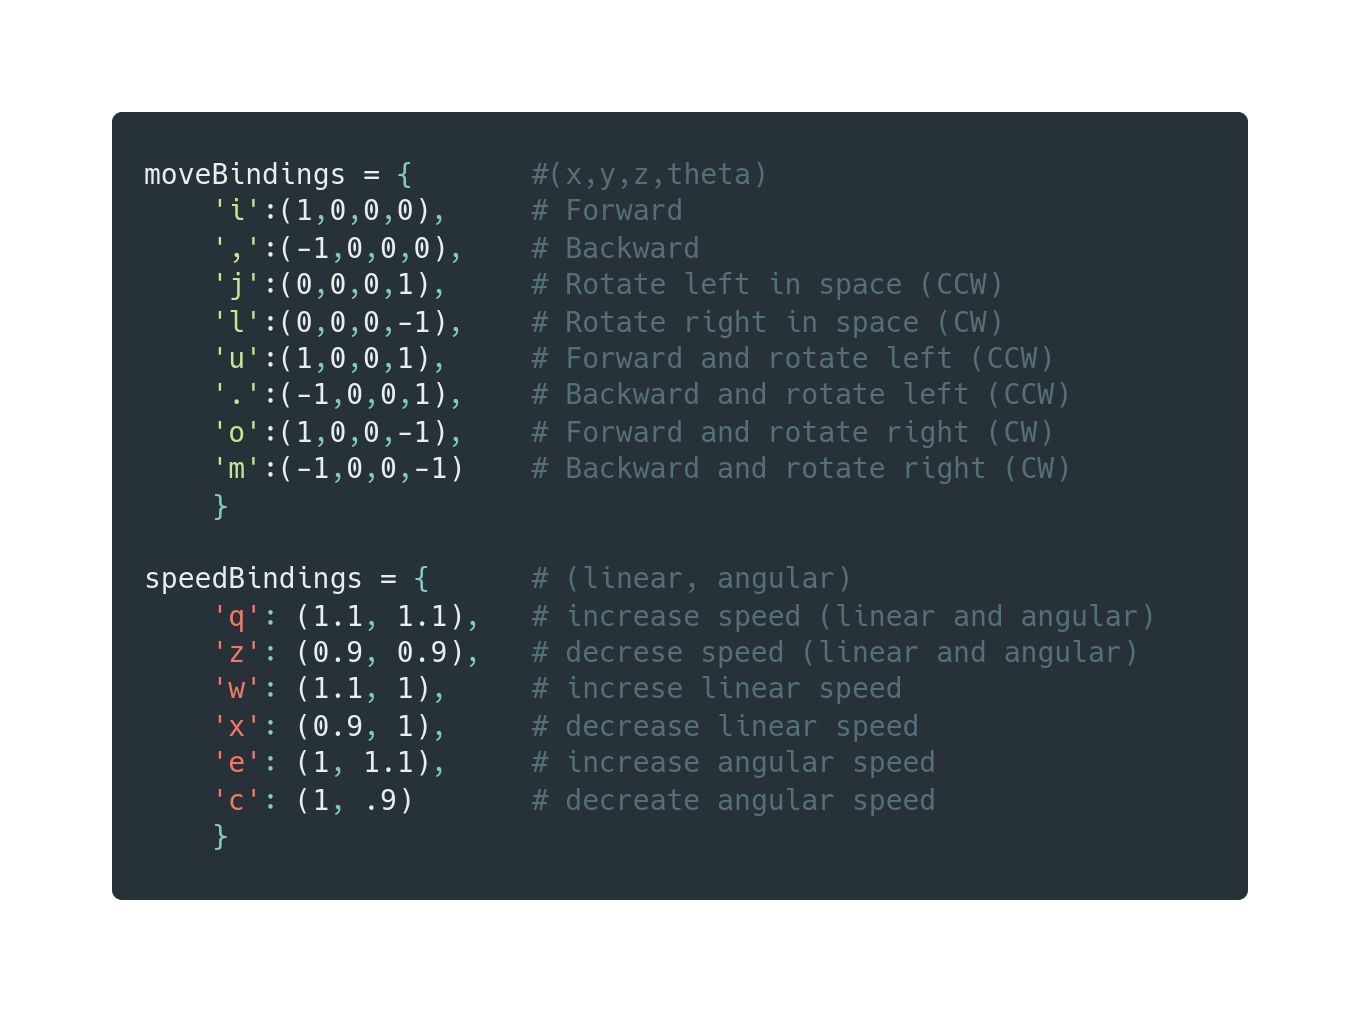 moveBindings = {       #(x,y,z,theta)
    'i':(1,0,0,0),     # Forward
    ',':(-1,0,0,0),    # Backward
    'j':(0,0,0,1),     # Rotate left in space (CCW)
    'l':(0,0,0,-1),    # Rotate right in space (CW)
    'u':(1,0,0,1),     # Forward and rotate left (CCW)
    '.':(-1,0,0,1),    # Backward and rotate left (CCW)
    'o':(1,0,0,-1),    # Forward and rotate right (CW)
    'm':(-1,0,0,-1)    # Backward and rotate right (CW)
    }

speedBindings = {      # (linear, angular)
    'q': (1.1, 1.1),   # increase speed (linear and angular)
    'z': (0.9, 0.9),   # decrese speed (linear and angular)
    'w': (1.1, 1),     # increse linear speed
    'x': (0.9, 1),     # decrease linear speed
    'e': (1, 1.1),     # increase angular speed
    'c': (1, .9)       # decreate angular speed
    }